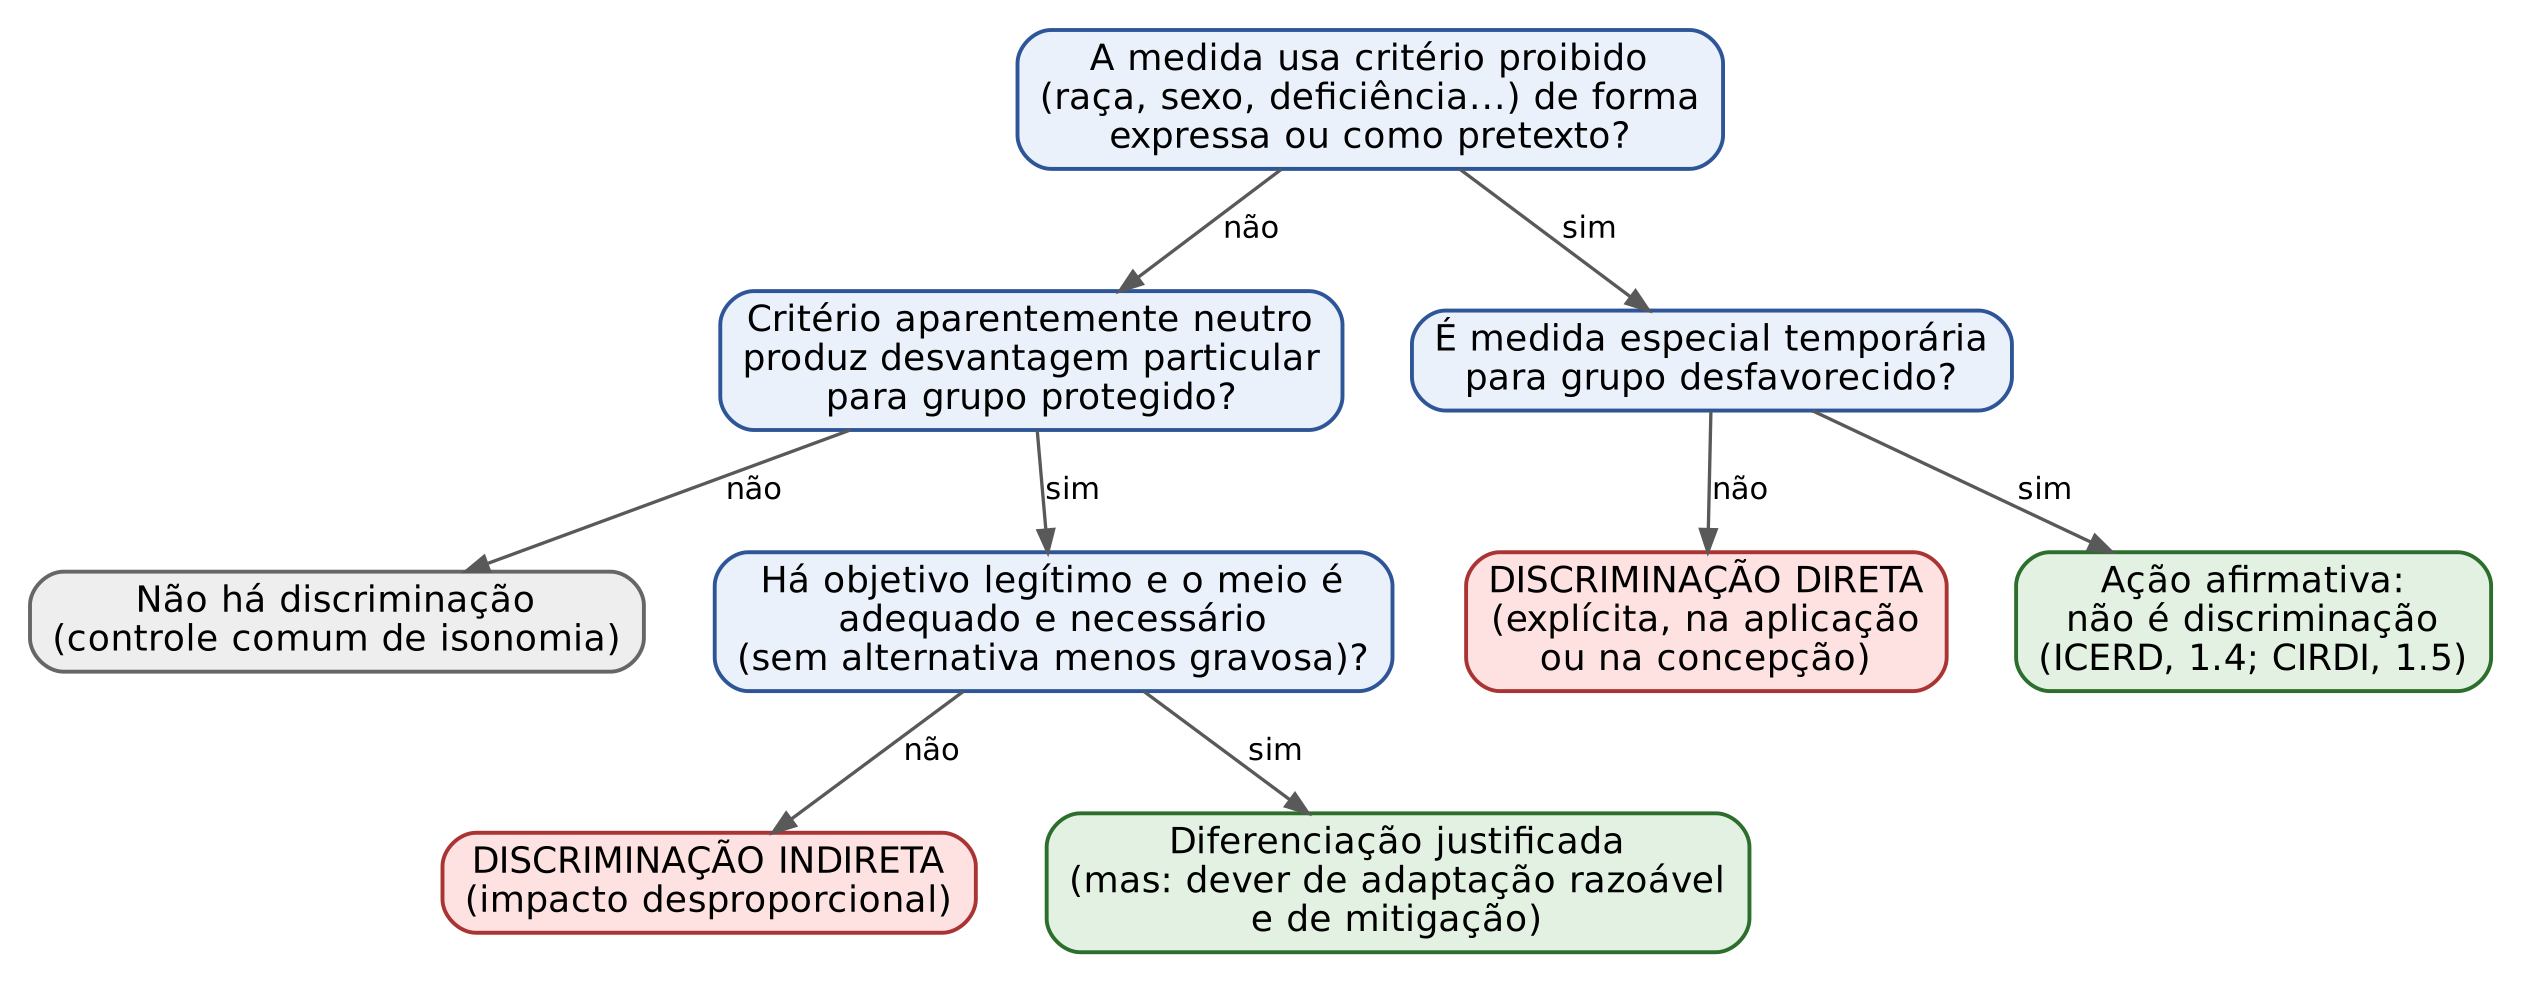 A medida usa critério proibido
(raça, sexo, deficiência...) de forma
expressa ou como pretexto?
não
sim
Critério aparentemente neutro
produz desvantagem particular
para grupo protegido?
É medida especial temporária
para grupo desfavorecido?
não
sim
não
sim
Não há discriminação
(controle comum de isonomia)
Há objetivo legítimo e o meio é
adequado e necessário
(sem alternativa menos gravosa)?
DISCRIMINAÇÃO DIRETA
(explícita, na aplicação
ou na concepção)
Ação afirmativa:
não é discriminação
(ICERD, 1.4; CIRDI, 1.5)
não
sim
DISCRIMINAÇÃO INDIRETA
(impacto desproporcional)
Diferenciação justificada
(mas: dever de adaptação razoável
e de mitigação)